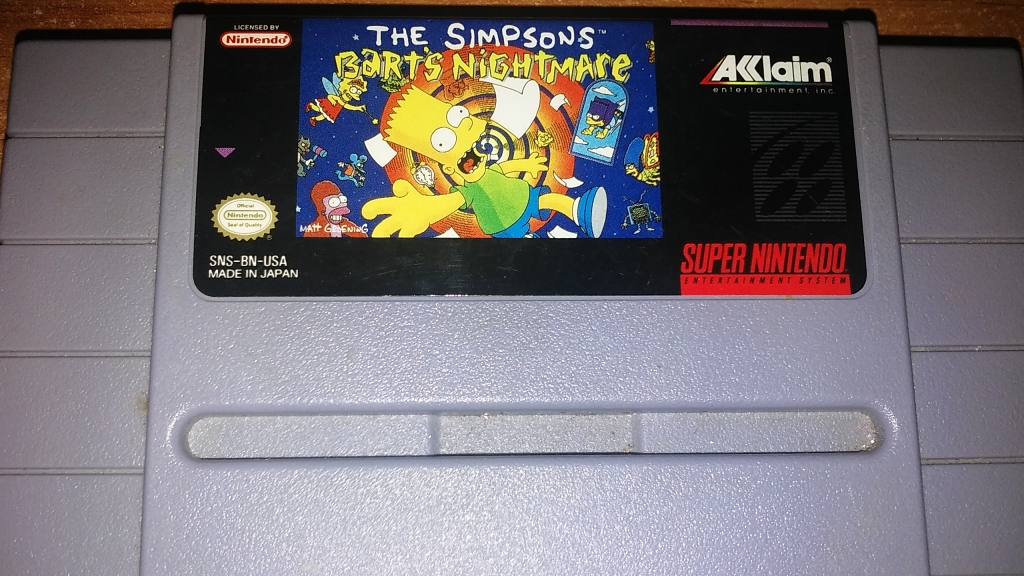 LICENSED BY
Nintendo
THE SIMPSONS™
BART'S NIGHTMARE
AKKlaim®
entertainment, inc.
Official
Nintendo
Seal of Quality
MATT GROENING
SNS-BN-USA
MADE IN JAPAN
SUPER NINTENDO
ENTERTAINMENT SYSTEM